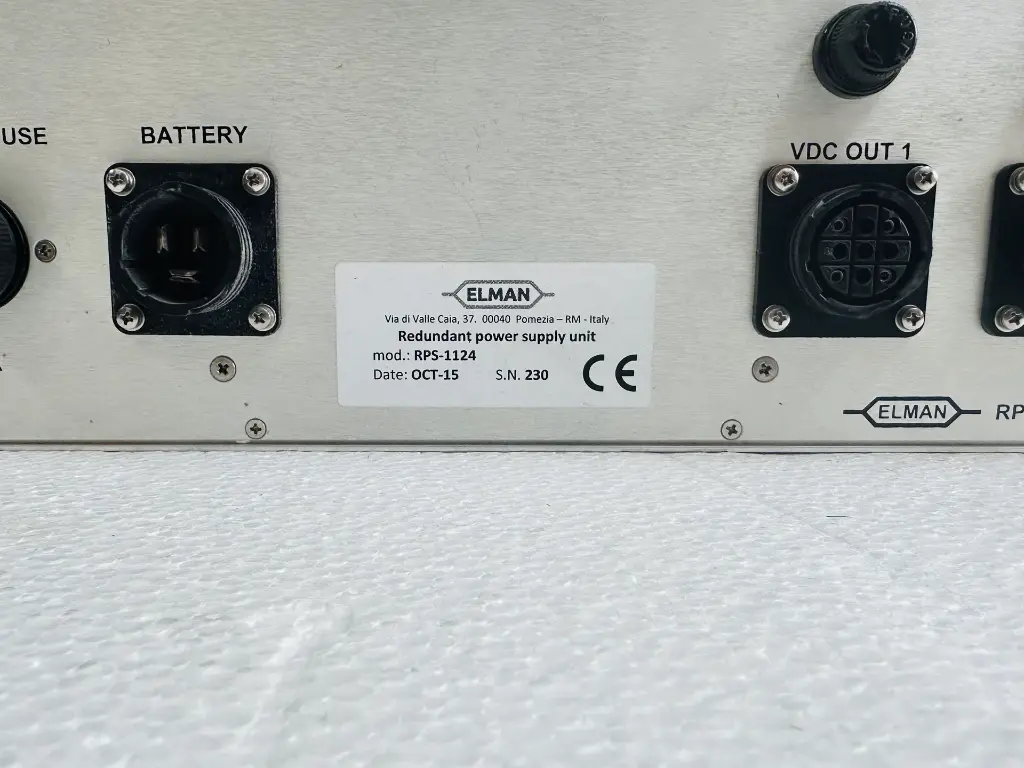 USE
BATTERY
VDC OUT 1
ELMAN
Via di Valle Caia, 37. 00040 Pomezia – RM - Italy
Redundant power supply unit
mod.: RPS-1124
Date: OCT-15 S.N. 230
CE
ELMAN RP